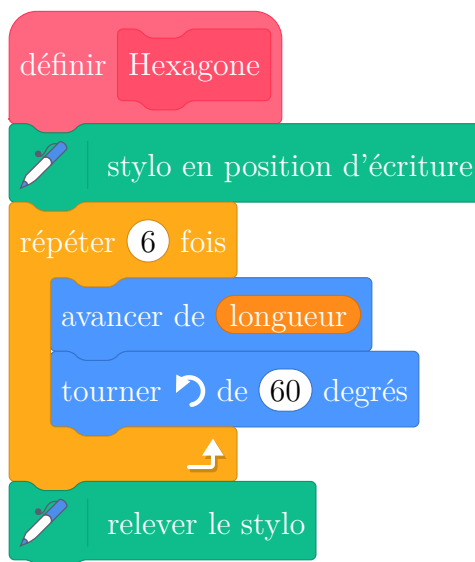 définir Hexagone
stylo en position d'écriture
répéter 6 fois
avancer de longueur
tourner de 60 degrés
relever le stylo